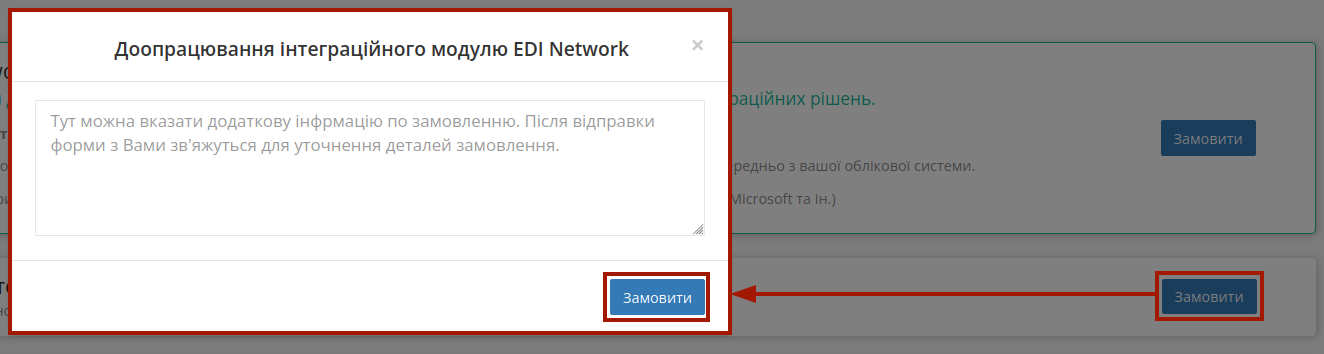 Доопрацювання інтеграційного модулю EDI Network
×
Тут можна вказати додаткову інфрмацію по замовленню. Після відправки
форми з Вами зв'яжуться для уточнення деталей замовлення.
Замовити
раційних рішень.
Замовити
редньо з вашої облікової системи.
Microsoft та ін.)
Замовити